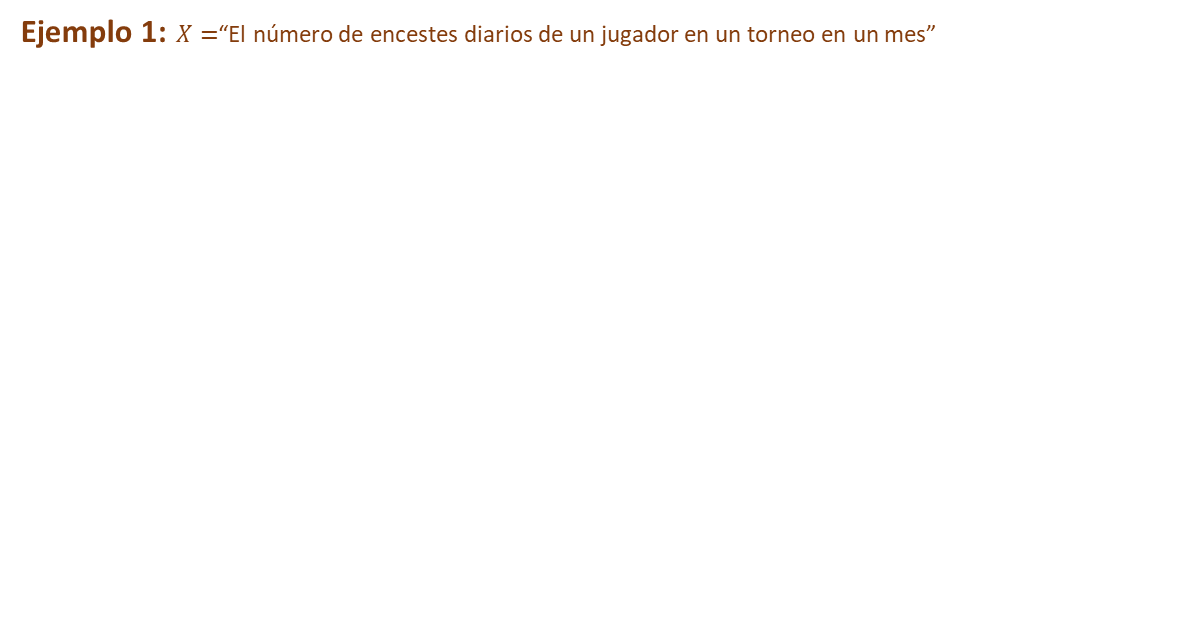 Ejemplo 1: X =“El número de encestes diarios de un jugador en un torneo en un mes”